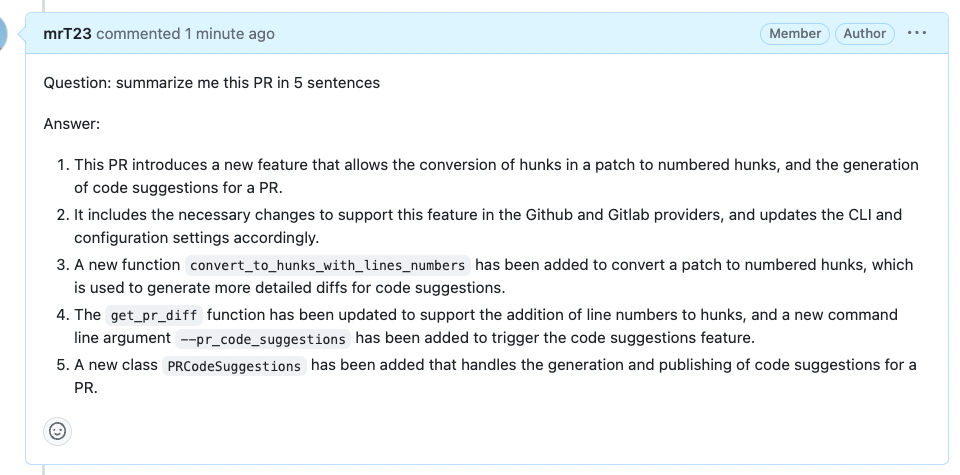 mrT23 commented 1 minute ago Member Author ...
Question: summarize me this PR in 5 sentences
Answer:
1. This PR introduces a new feature that allows the conversion of hunks in a patch to numbered hunks, and the generation
of code suggestions for a PR.
2. It includes the necessary changes to support this feature in the Github and Gitlab providers, and updates the CLI and
configuration settings accordingly.
3. A new function convert_to_hunks_with_lines_numbers has been added to convert a patch to numbered hunks, which
is used to generate more detailed diffs for code suggestions.
4. The get_pr_diff function has been updated to support the addition of line numbers to hunks, and a new command
line argument --pr_code_suggestions has been added to trigger the code suggestions feature.
5. A new class PRCodeSuggestions has been added that handles the generation and publishing of code suggestions for a
PR.